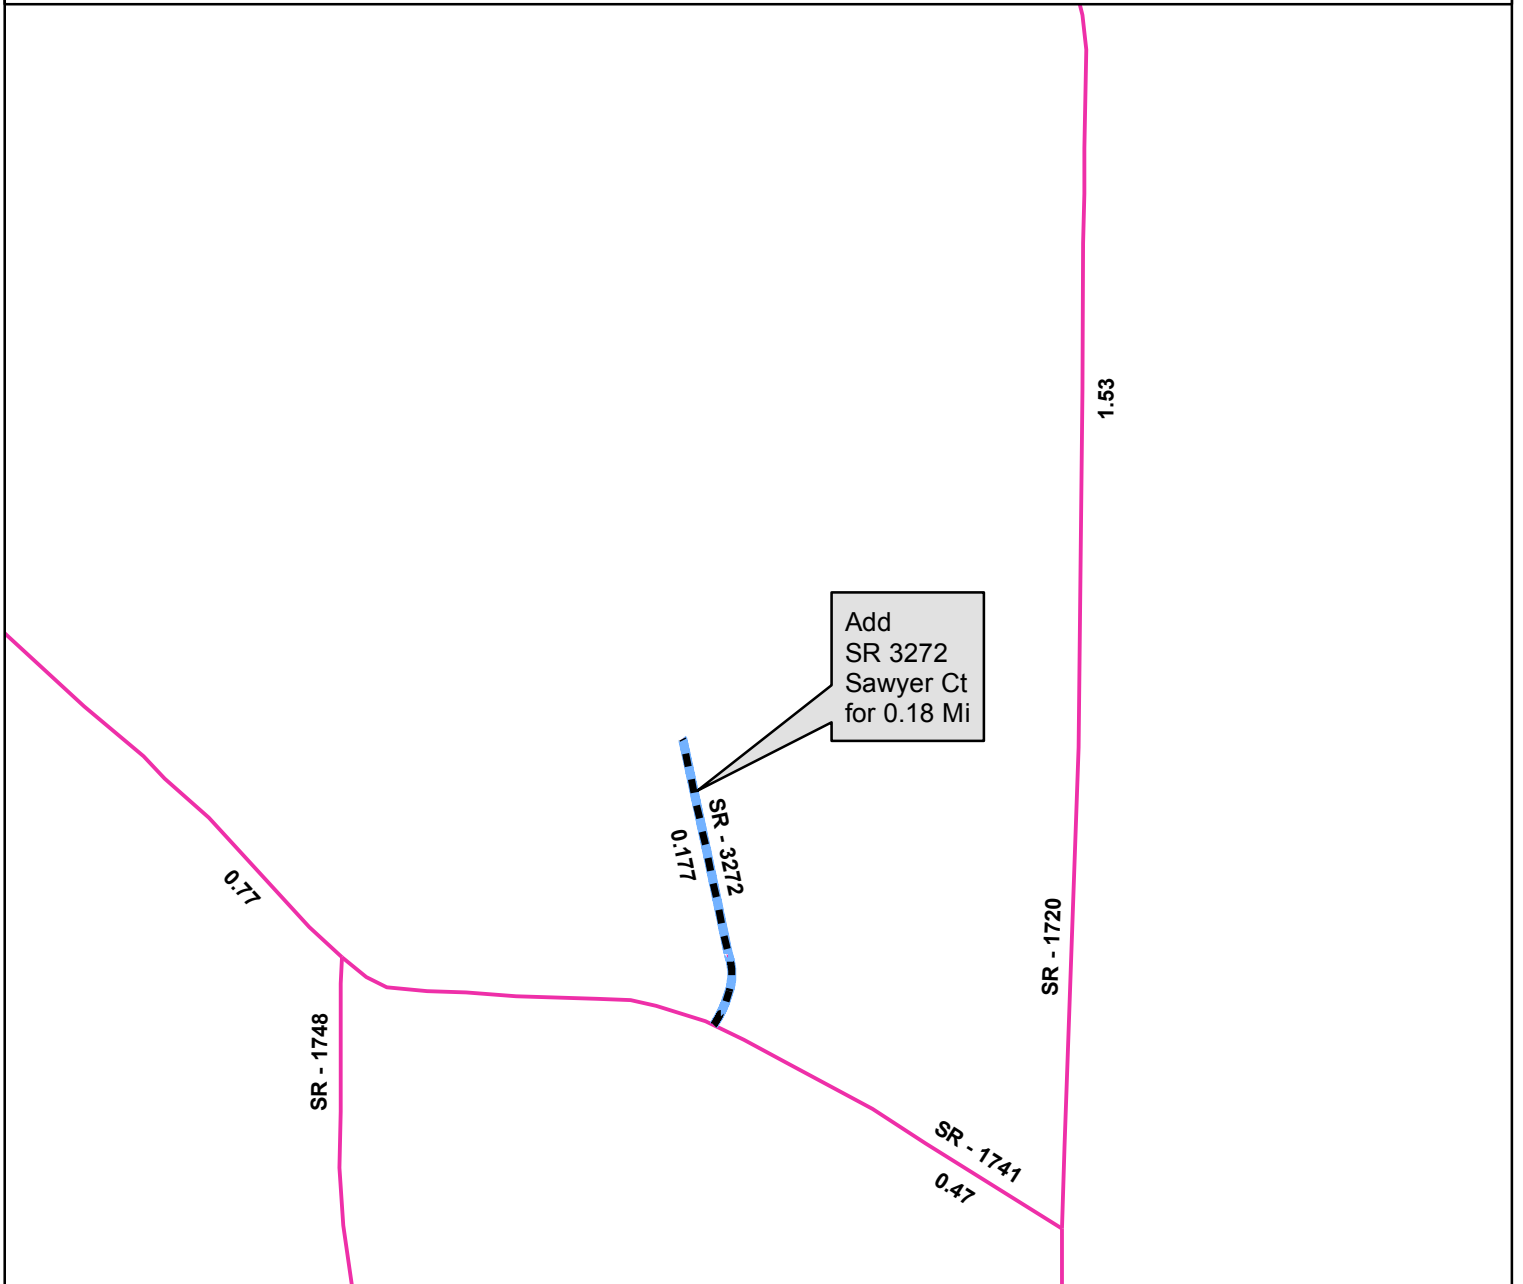 1.53
Add
SR 3272
Sawyer Ct
for 0.18 Mi
SR - 3272
0.177
0.77
SR - 1720
SR - 1748
SR - 1741
0.47